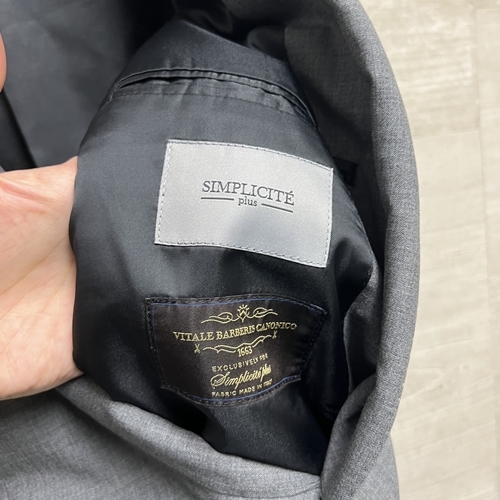 SIMPLICITÉ
plus
VITALE BARBERIS CANONICO
1663
EXCLUSIVELY FOR
Simplicité plus
FABRIC MADE IN ITALY